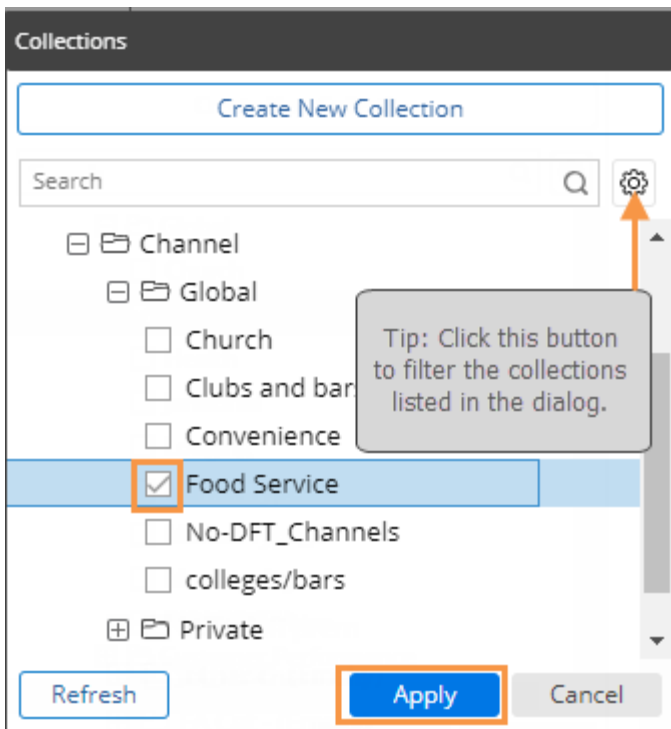 Collections
Create New Collection
Search
Channel
Global
Church
Tip: Click this button
to filter the collections
listed in the dialog.
Clubs and bar
Convenience
Food Service
No-DFT_Channels
colleges/bars
Private
Refresh
Apply
Cancel